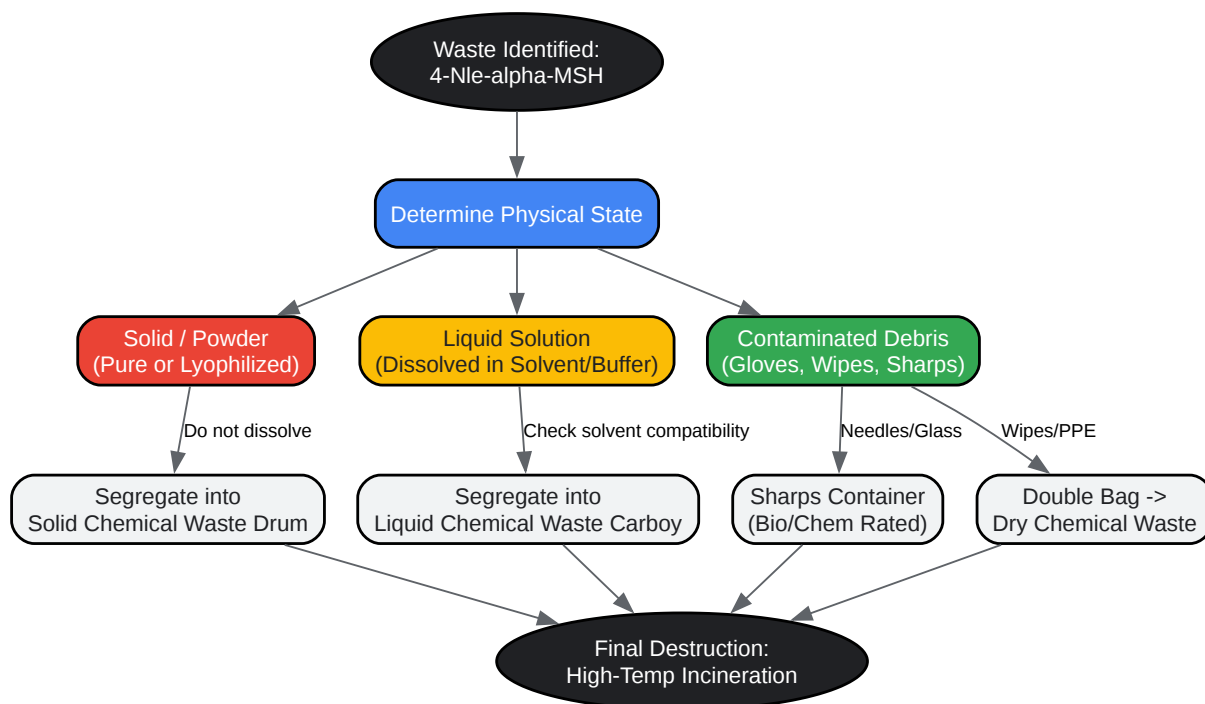 Waste Identified:
4-Nle-alpha-MSH
Determine Physical State
Solid / Powder
(Pure or Lyophilized)
Liquid Solution
(Dissolved in Solvent/Buffer)
Contaminated Debris
(Gloves, Wipes, Sharps)
Do not dissolve
Check solvent compatibility
Needles/Glass
Wipes/PPE
Segregate into
Solid Chemical Waste Drum
Segregate into
Liquid Chemical Waste Carboy
Sharps Container
(Bio/Chem Rated)
Double Bag ->
Dry Chemical Waste
Final Destruction:
High-Temp Incineration